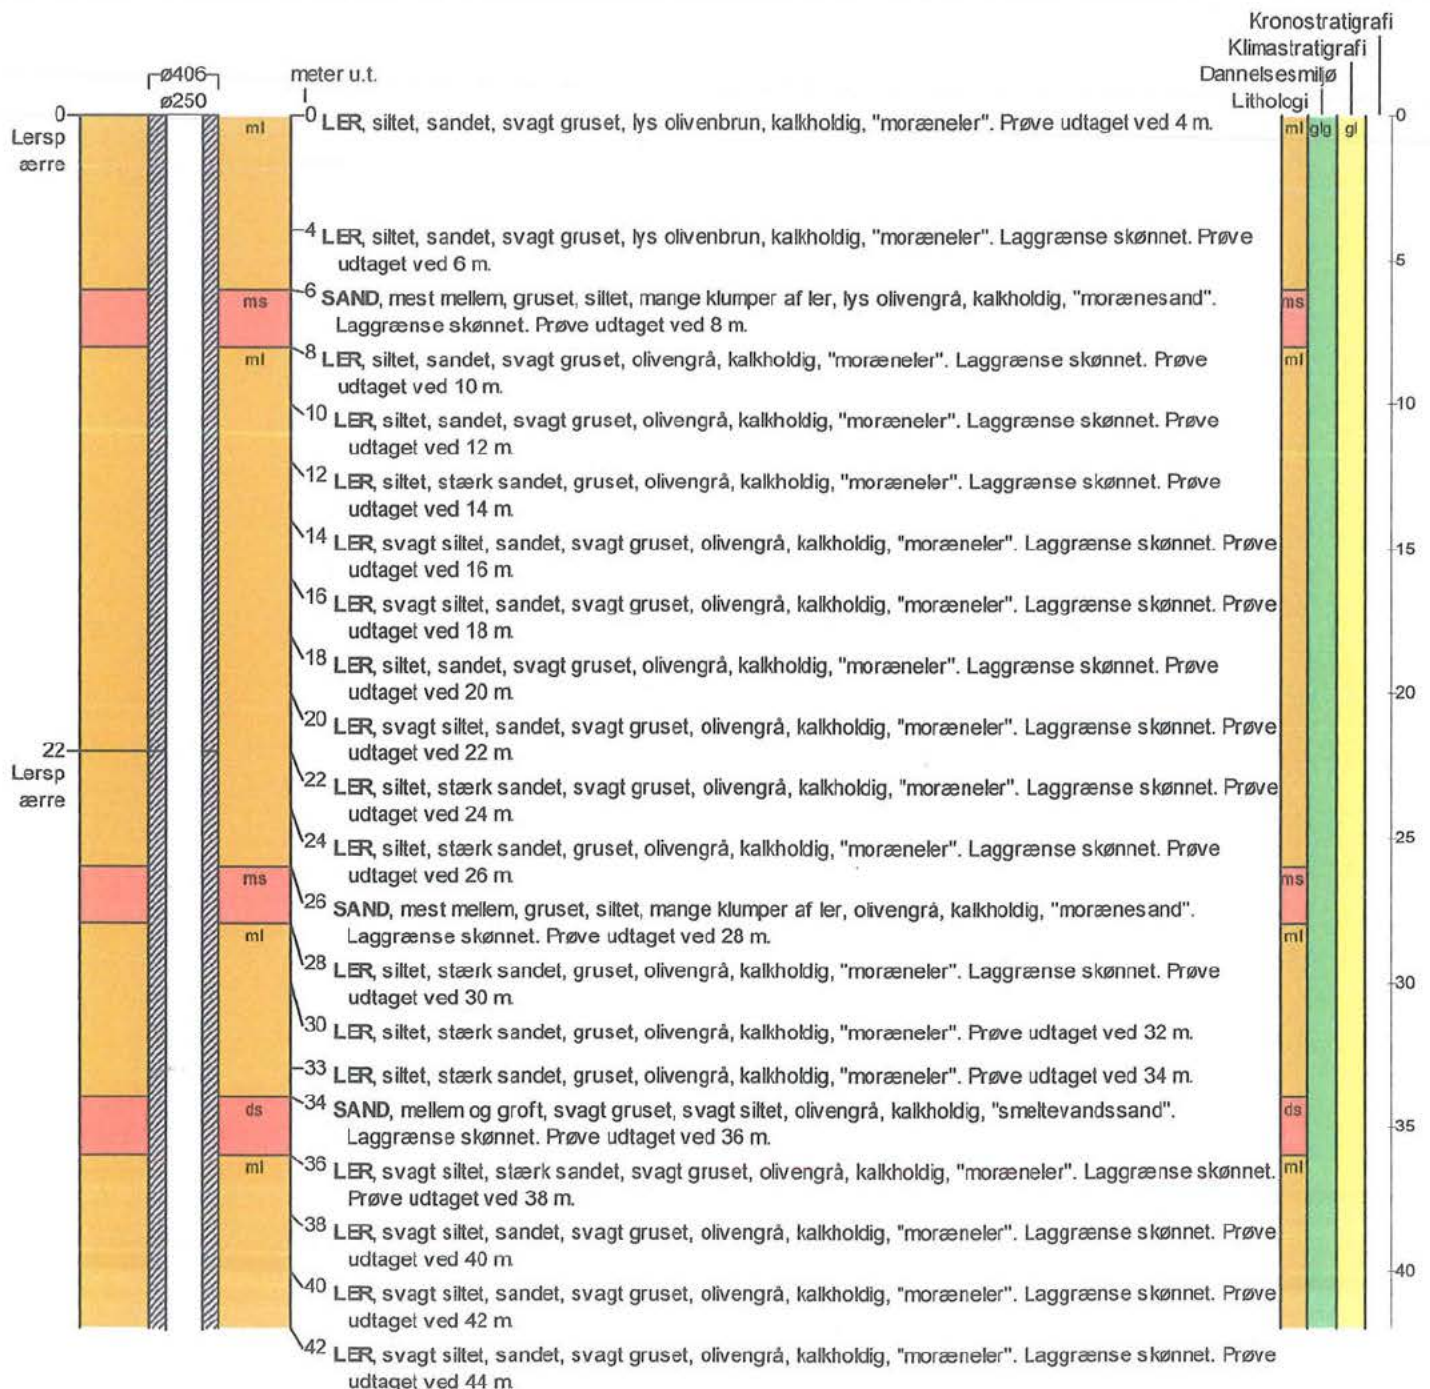 Kronostratigrafi
Klimastratigrafi
Dannelsesmiljø
Lithologi
ø406
ø250
meter u.t.
0
Lersp
ærre
ml
0 LER, siltet, sandet, svagt gruset, lys olivenbrun, kalkholdig, "moræneler". Prøve udtaget ved 4 m.
ml glg gl
0
4 LER, siltet, sandet, svagt gruset, lys olivenbrun, kalkholdig, "moræneler". Laggrænse skønnet. Prøve
udtaget ved 6 m.
5
ms
6 SAND, mest mellem, gruset, siltet, mange klumper af ler, lys olivengrå, kalkholdig, "morænesand".
Laggrænse skønnet. Prøve udtaget ved 8 m.
ms
ml
8 LER, siltet, sandet, svagt gruset, olivengrå, kalkholdig, "moræneler". Laggrænse skønnet. Prøve
udtaget ved 10 m.
ml
10 LER, siltet, sandet, svagt gruset, olivengrå, kalkholdig, "moræneler". Laggrænse skønnet. Prøve
udtaget ved 12 m.
10
12 LER, siltet, stærk sandet, gruset, olivengrå, kalkholdig, "moræneler". Laggrænse skønnet. Prøve
udtaget ved 14 m.
14 LER, svagt siltet, sandet, svagt gruset, olivengrå, kalkholdig, "moræneler". Laggrænse skønnet. Prøve
udtaget ved 16 m.
15
16 LER, svagt siltet, sandet, svagt gruset, olivengrå, kalkholdig, "moræneler". Laggrænse skønnet. Prøve
udtaget ved 18 m.
18 LER, siltet, sandet, svagt gruset, olivengrå, kalkholdig, "moræneler". Laggrænse skønnet. Prøve
udtaget ved 20 m.
20
20 LER, svagt siltet, sandet, svagt gruset, olivengrå, kalkholdig, "moræneler". Laggrænse skønnet. Prøve
udtaget ved 22 m.
22
Lersp
ærre
22 LER, siltet, stærk sandet, svagt gruset, olivengrå, kalkholdig, "moræneler". Laggrænse skønnet. Prøve
udtaget ved 24 m.
24 LER, siltet, stærk sandet, gruset, olivengrå, kalkholdig, "moræneler". Laggrænse skønnet. Prøve
udtaget ved 26 m.
25
ms
26 SAND, mest mellem, gruset, siltet, mange klumper af ler, olivengrå, kalkholdig, "morænesand".
Laggrænse skønnet. Prøve udtaget ved 28 m.
ms
ml
28 LER, siltet, stærk sandet, gruset, olivengrå, kalkholdig, "moræneler". Laggrænse skønnet. Prøve
udtaget ved 30 m.
ml
30
30 LER, siltet, stærk sandet, gruset, olivengrå, kalkholdig, "moræneler". Prøve udtaget ved 32 m.
33 LER, siltet, stærk sandet, gruset, olivengrå, kalkholdig, "moræneler". Prøve udtaget ved 34 m.
ds
34 SAND, mellem og groft, svagt gruset, svagt siltet, olivengrå, kalkholdig, "smeltevandssand".
Laggrænse skønnet. Prøve udtaget ved 36 m.
ds
35
ml
36 LER, svagt siltet, stærk sandet, svagt gruset, olivengrå, kalkholdig, "moræneler". Laggrænse skønnet.
Prøve udtaget ved 38 m.
ml
38 LER, svagt siltet, sandet, svagt gruset, olivengrå, kalkholdig, "moræneler". Laggrænse skønnet. Prøve
udtaget ved 40 m.
40
40 LER, svagt siltet, sandet, svagt gruset, olivengrå, kalkholdig, "moræneler". Laggrænse skønnet. Prøve
udtaget ved 42 m.
42 LER, svagt siltet, sandet, svagt gruset, olivengrå, kalkholdig, "moræneler". Laggrænse skønnet. Prøve
udtaget ved 44 m.